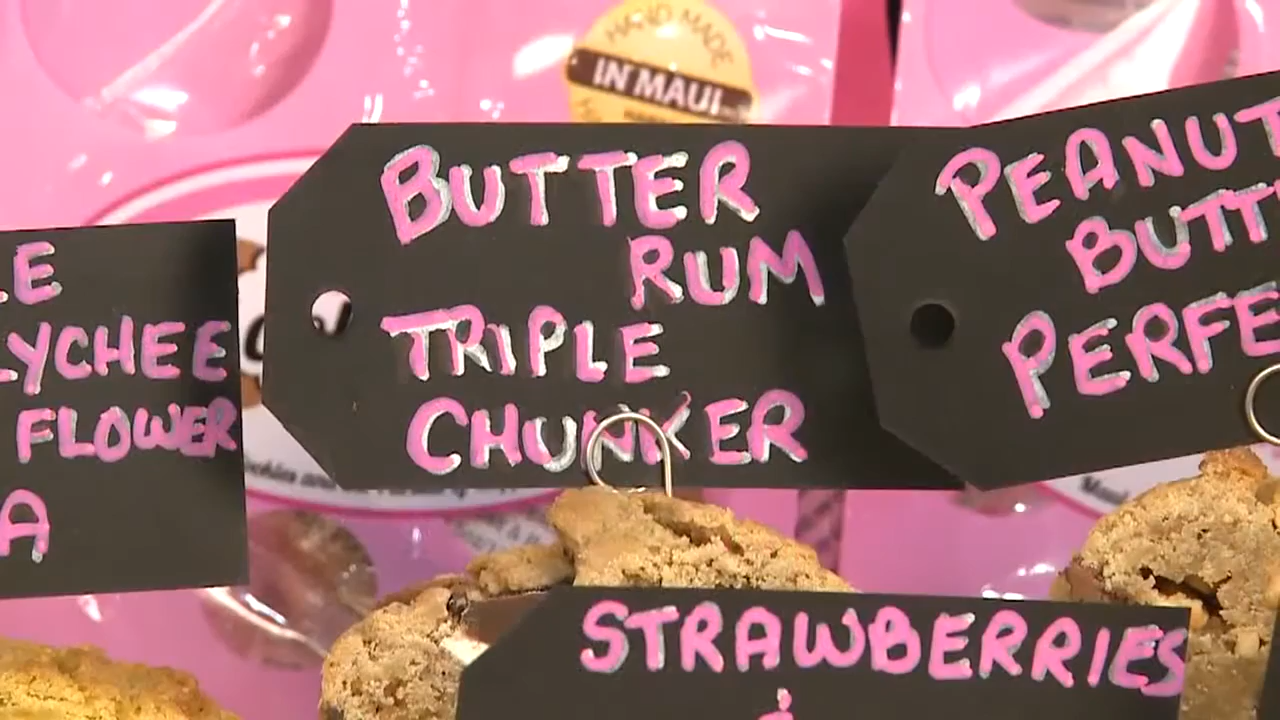 HAND MADE
IN MAUI
BUTTER
RUM
TRIPLE
CHUNKER
PEANUT
BUTT
PERFE
LE
LYCHEE
FLOWER
A
STRAWBERRIES